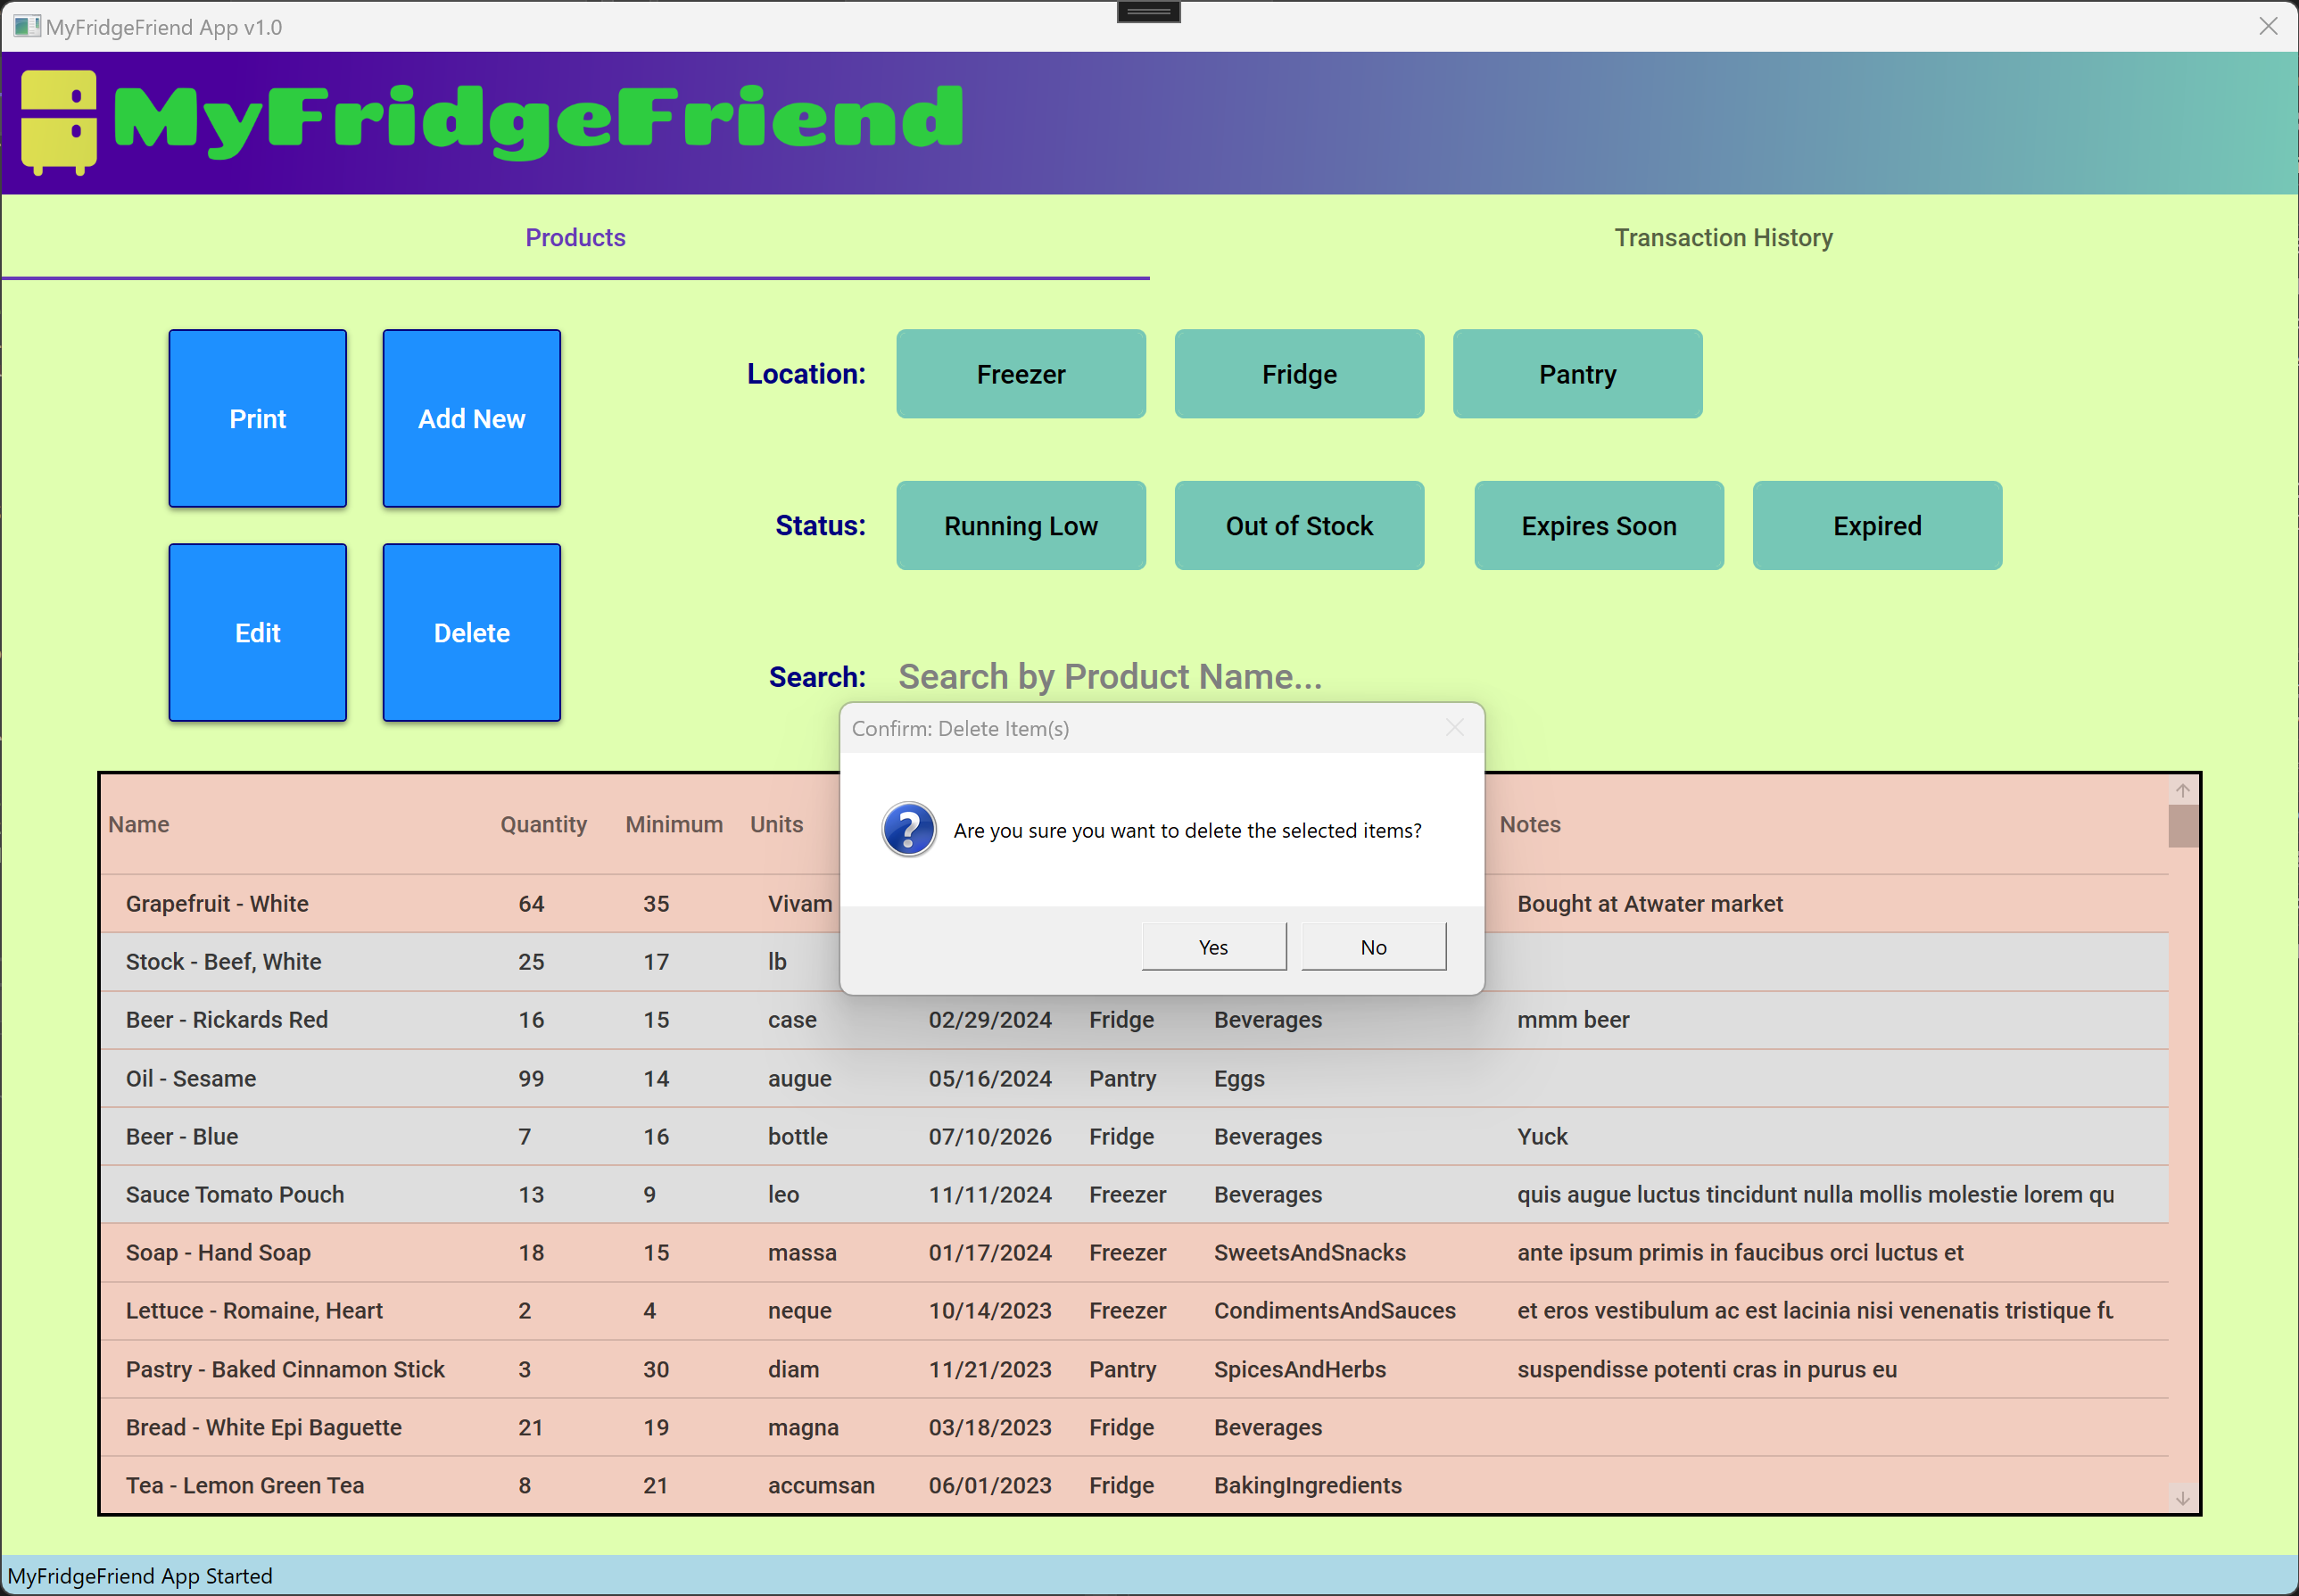 MyFridgeFriend App v1.0
MyFridgeFriend
Products Transaction History
Print Add New
Location: Freezer Fridge Pantry
Status: Running Low Out of Stock Expires Soon Expired
Edit Delete
Search: Search by Product Name...
Confirm: Delete Item(s)
Are you sure you want to delete the selected items?
Yes No
Name Quantity Minimum Units Notes
Grapefruit - White 64 35 Vivam Bought at Atwater market
Stock - Beef, White 25 17 lb
Beer - Rickards Red 16 15 case 02/29/2024 Fridge Beverages mmm beer
Oil - Sesame 99 14 augue 05/16/2024 Pantry Eggs
Beer - Blue 7 16 bottle 07/10/2026 Fridge Beverages Yuck
Sauce Tomato Pouch 13 9 leo 11/11/2024 Freezer Beverages quis augue luctus tincidunt nulla mollis molestie lorem qu
Soap - Hand Soap 18 15 massa 01/17/2024 Freezer SweetsAndSnacks ante ipsum primis in faucibus orci luctus et
Lettuce - Romaine, Heart 2 4 neque 10/14/2023 Freezer CondimentsAndSauces et eros vestibulum ac est lacinia nisi venenatis tristique
Pastry - Baked Cinnamon Stick 3 30 diam 11/21/2023 Pantry SpicesAndHerbs suspendisse potenti cras in purus eu
Bread - White Epi Baguette 21 19 magna 03/18/2023 Fridge Beverages
Tea - Lemon Green Tea 8 21 accumsan 06/01/2023 Fridge BakingIngredients
MyFridgeFriend App Started